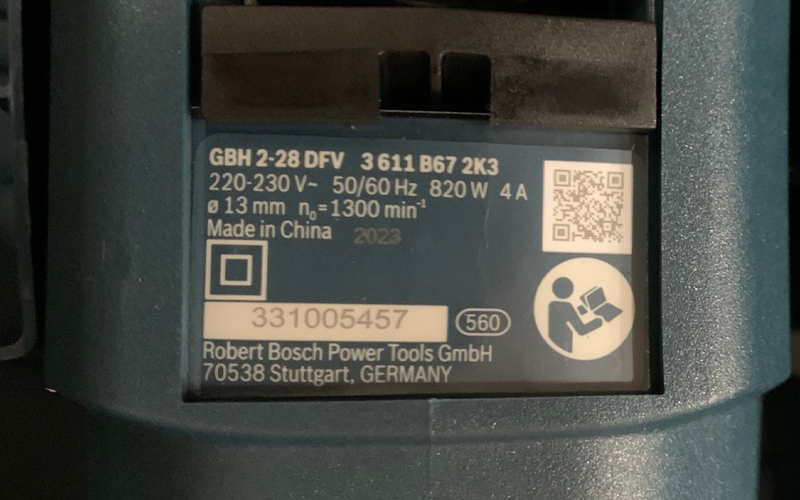 GBH 2-28 DFV 3 611 B67 2K3
220-230 V~ 50/60 Hz 820 W 4 A
ø 13 mm n₀=1300 min⁻¹
Made in China 2023
331005457 560
Robert Bosch Power Tools GmbH
70538 Stuttgart, GERMANY